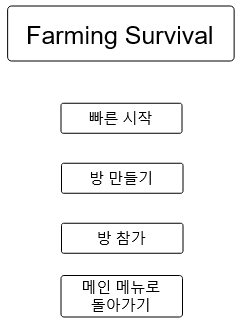 Farming Survival
빠른 시작
방 만들기
방 참가
메인 메뉴로
돌아가기